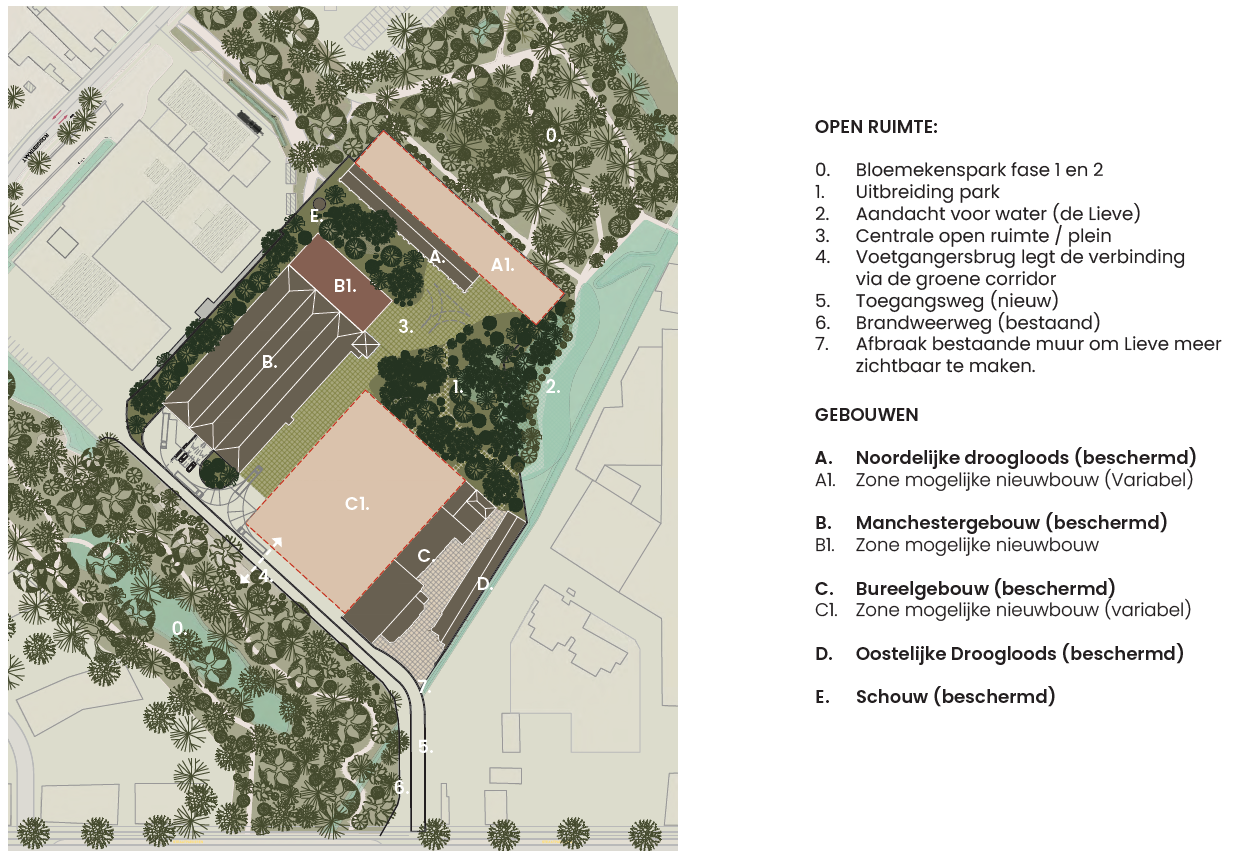 0.
E.
A.
A1.
B1.
3.
B.
1.
2.
C1.
C.
4.
D.
0.
7.
5.
6.
OPEN RUIMTE:
0. Bloemekenspark fase 1 en 2
1. Uitbreiding park
2. Aandacht voor water (de Lieve)
3. Centrale open ruimte / plein
4. Voetgangersbrug legt de verbinding
via de groene corridor
5. Toegangsweg (nieuw)
6. Brandweerweg (bestaand)
7. Afbraak bestaande muur om Lieve meer
zichtbaar te maken.
GEBOUWEN
A. Noordelijke droogloods (beschermd)
A1. Zone mogelijke nieuwbouw (Variabel)
B. Manchestergebouw (beschermd)
B1. Zone mogelijke nieuwbouw
C. Bureelgebouw (beschermd)
C1. Zone mogelijke nieuwbouw (variabel)
D. Oostelijke Droogloods (beschermd)
E. Schouw (beschermd)